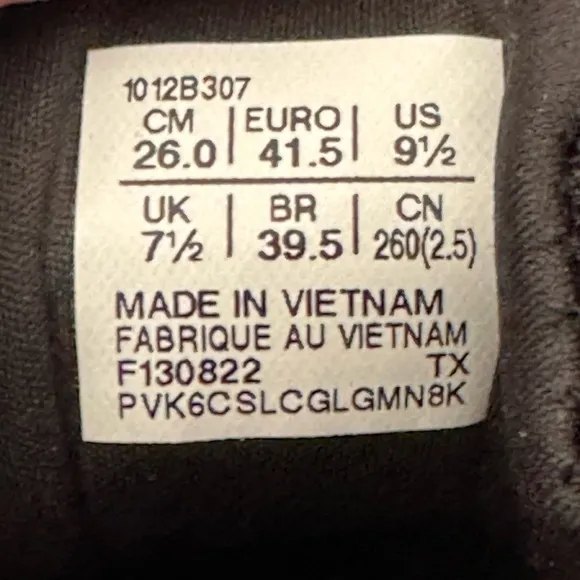 1012B307
CM | EURO | US
26.0 | 41.5 | 9½
UK | BR | CN
7½ | 39.5 | 260(2.5)
MADE IN VIETNAM
FABRIQUE AU VIETNAM
F130822 TX
PVK6CSLCGLGMN8K